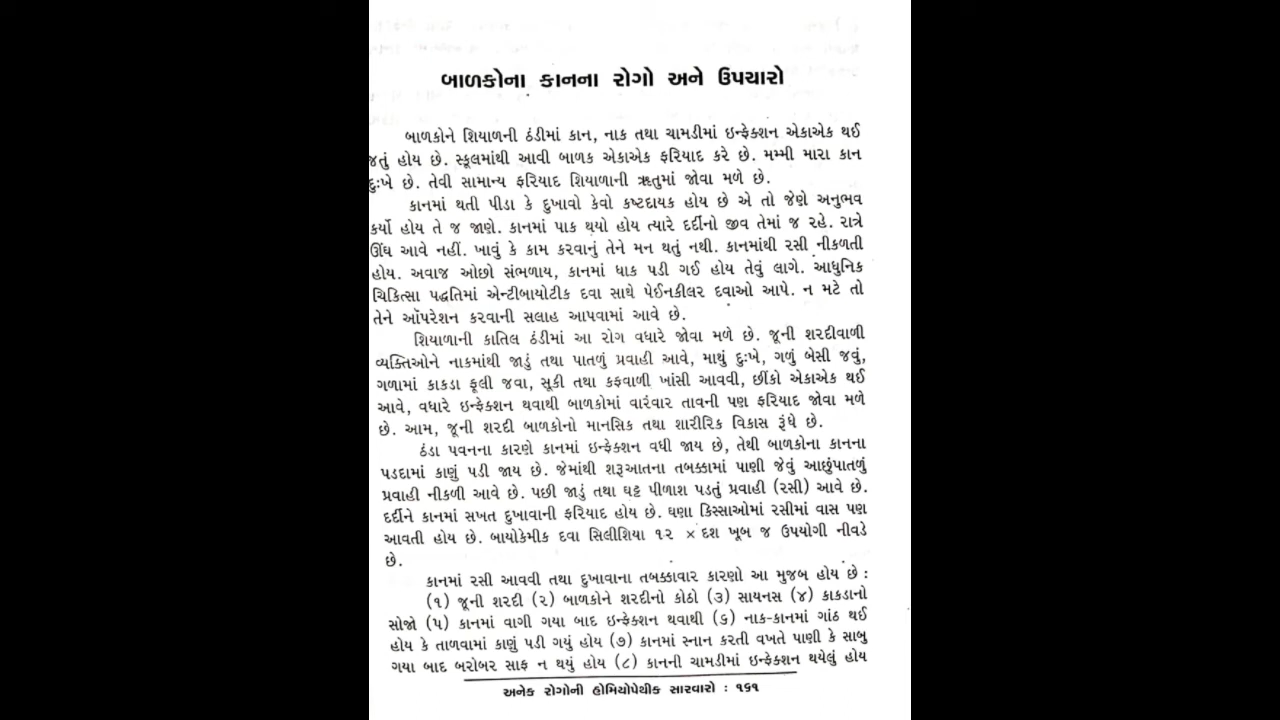 બાળકોના કાનના રોગો અને ઉપચારો
બાળકોને શિયાળની ઠંડીમાં કાન, નાક તથા ચામડીમાં ઇન્ફેક્શન એકાએક થઈ
જતું હોય છે. સ્કૂલમાંથી આવી બાળક એકાએક ફરિયાદ કરે છે. મમ્મી મારા કાન
દુઃખે છે. તેવી સામાન્ય ફરિયાદ શિયાળાની ઋતુમાં જોવા મળે છે.
કાનમાં થતી પીડા કે દુખાવો કેવો કષ્ટદાયક હોય છે એ તો જેણે અનુભવ
કર્યો હોય તે જ જાણે. કાનમાં પાક થયો હોય ત્યારે દર્દીનો જીવ તેમાં જ રહે. રાત્રે
ઊંઘ આવે નહીં. ખાવું કે કામ કરવાનું તેને મન થતું નથી. કાનમાંથી રસી નીકળતી
હોય. અવાજ ઓછો સંભળાય, કાનમાં ધાક પડી ગઈ હોય તેવું લાગે. આધુનિક
ચિકિત્સા પદ્ધતિમાં એન્ટીબાયોટીક દવા સાથે પેઈનકીલર દવાઓ આપે. ન મટે તો
તેને ઑપરેશન કરવાની સલાહ આપવામાં આવે છે.
શિયાળાની કાતિલ ઠંડીમાં આ રોગ વધારે જોવા મળે છે. જૂની શરદીવાળી
વ્યક્તિઓને નાકમાંથી જાડું તથા પાતળું પ્રવાહી આવે, માથું દુઃખે, ગળું બેસી જવું,
ગળામાં કાકડા ફૂલી જવા, સૂકી તથા કફવાળી ખાંસી આવવી, છીંકો એકાએક થઈ
આવે, વધારે ઇન્ફેક્શન થવાથી બાળકોમાં વારંવાર તાવની પણ ફરિયાદ જોવા મળે
છે. આમ, જૂની શરદી બાળકોનો માનસિક તથા શારીરિક વિકાસ રૂંધે છે.
ઠંડા પવનના કારણે કાનમાં ઇન્ફેક્શન વધી જાય છે, તેથી બાળકોના કાનના
પડદામાં કાણું પડી જાય છે. જેમાંથી શરૂઆતના તબક્કામાં પાણી જેવું આછુંપાતળું
પ્રવાહી નીકળી આવે છે. પછી જાડું તથા ઘટ્ટ પીળાશ પડતું પ્રવાહી (રસી) આવે છે.
દર્દીને કાનમાં સખત દુખાવાની ફરિયાદ હોય છે. ઘણા કિસ્સાઓમાં રસીમાં વાસ પણ
આવતી હોય છે. બાયોકેમીક દવા સિલીશિયા ૧૨ × દશ ખૂબ જ ઉપયોગી નીવડે
છે.
કાનમાં રસી આવવી તથા દુખાવાના તબક્કાવાર કારણો આ મુજબ હોય છે :
(૧) જૂની શરદી (૨) બાળકોને શરદીનો કોઠો (૩) સાયનસ (૪) કાકડાનો
સોજો (૫) કાનમાં વાગી ગયા બાદ ઇન્ફેક્શન થવાથી (૬) નાક-કાનમાં ગાંઠ થઈ
હોય કે તાળવામાં કાણું પડી ગયું હોય (૭) કાનમાં સ્નાન કરતી વખતે પાણી કે સાબુ
ગયા બાદ બરોબર સાફ ન થયું હોય (૮) કાનની ચામડીમાં ઇન્ફેક્શન થયેલું હોય
અનેક રોગોની હોમિયોપેથીક સારવારો : ૧૬૧